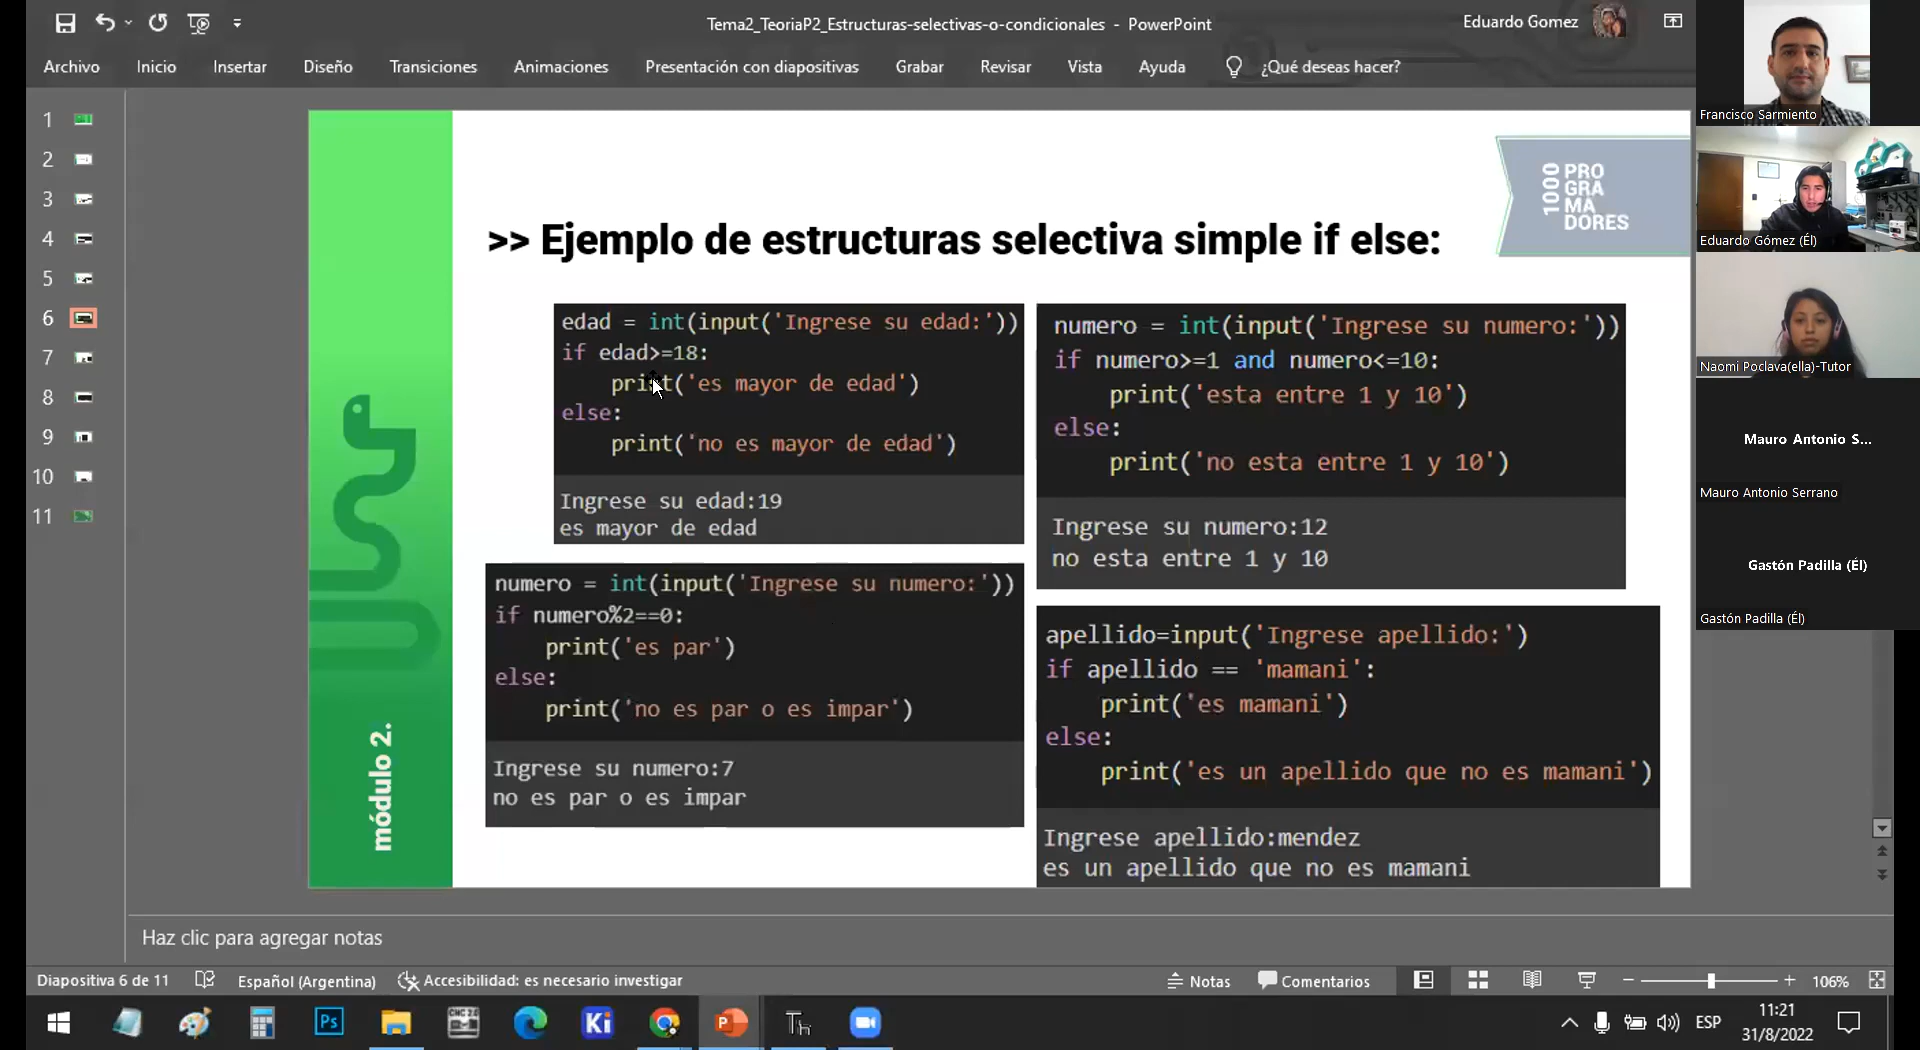 Tema2_TeoriaP2_Estructuras-selectivas-o-condicionales - PowerPoint
Eduardo Gomez
Archivo
Inicio
Insertar
Diseño
Transiciones
Animaciones
Presentación con diapositivas
Grabar
Revisar
Vista
Ayuda
¿Qué deseas hacer?
1
2
3
4
5
6
7
8
9
10
11
1000
PRO
GRA
MA
DORES
>> Ejemplo de estructuras selectiva simple if else:
edad = int(input('Ingrese su edad:'))
if edad>=18:
print('es mayor de edad')
else:
print('no es mayor de edad')
Ingrese su edad:19
es mayor de edad
numero = int(input('Ingrese su numero:'))
if numero>=1 and numero<=10:
print('esta entre 1 y 10')
else:
print('no esta entre 1 y 10')
Ingrese su numero:12
no esta entre 1 y 10
numero = int(input('Ingrese su numero:'))
if numero%2==0:
print('es par')
else:
print('no es par o es impar')
Ingrese su numero:7
no es par o es impar
apellido=input('Ingrese apellido:')
if apellido == 'mamani':
print('es mamani')
else:
print('es un apellido que no es mamani')
Ingrese apellido:mendez
es un apellido que no es mamani
módulo 2.
Francisco Sarmiento
Eduardo Gómez (Él)
Naomi Poclava(ella)-Tutor
Mauro Antonio S...
Mauro Antonio Serrano
Gastón Padilla (Él)
Gastón Padilla (Él)
Haz clic para agregar notas
Diapositiva 6 de 11
Español (Argentina)
Accesibilidad: es necesario investigar
Notas
Comentarios
106%
Ps
CNC 2.0
Ki
P
Th
ESP
11:21
31/8/2022